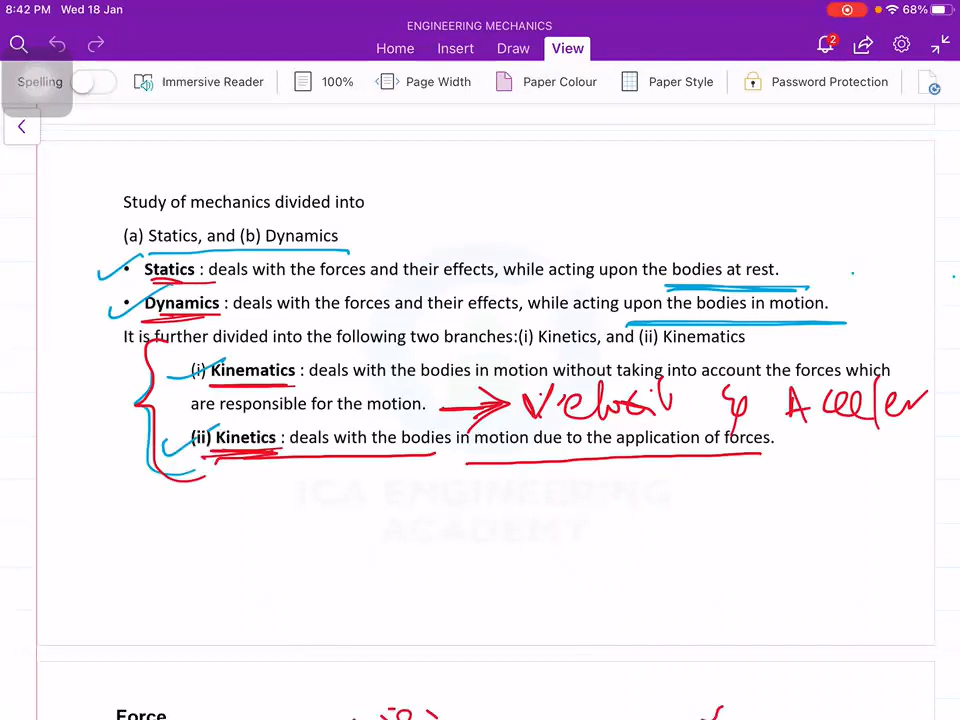 8:42 PM Wed 18 Jan
68%
ENGINEERING MECHANICS
Home Insert Draw View
2
Spelling Immersive Reader 100% Page Width Paper Colour Paper Style Password Protection
Study of mechanics divided into
(a) Statics, and (b) Dynamics
• Statics : deals with the forces and their effects, while acting upon the bodies at rest.
• Dynamics : deals with the forces and their effects, while acting upon the bodies in motion.
It is further divided into the following two branches:(i) Kinetics, and (ii) Kinematics
(i) Kinematics : deals with the bodies in motion without taking into account the forces which
are responsible for the motion.
(ii) Kinetics : deals with the bodies in motion due to the application of forces.
ICA ENGINEERING
ACADEMY
Force